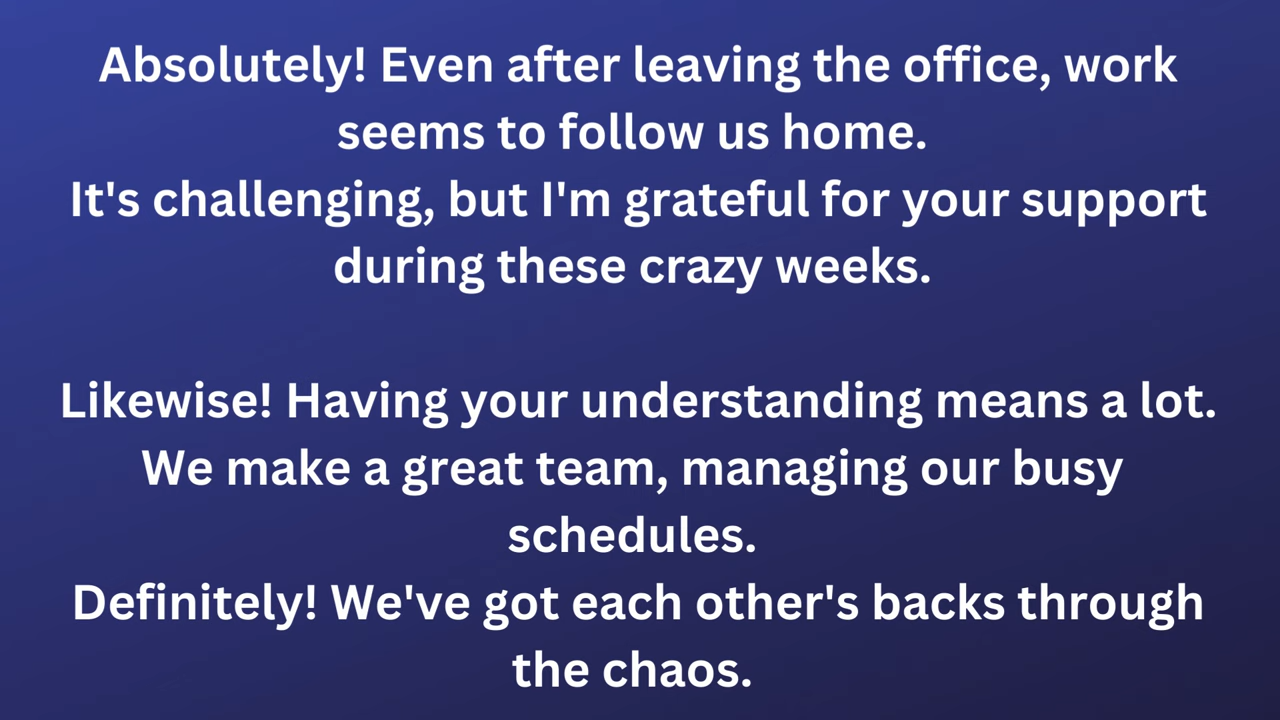 Absolutely! Even after leaving the office, work
seems to follow us home.
It's challenging, but I'm grateful for your support
during these crazy weeks.
Likewise! Having your understanding means a lot.
We make a great team, managing our busy
schedules.
Definitely! We've got each other's backs through
the chaos.